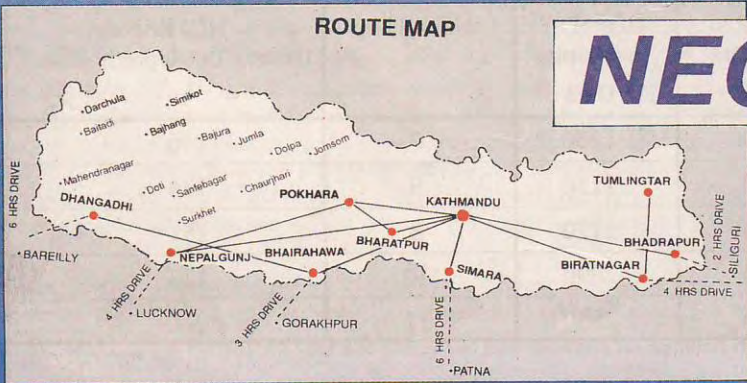 ROUTE MAP
NEC
Darchula
Simikot
Baitadi
Bajhang
Bajura
Jumla
Dolpa
Jomsom
Mahendranagar
Doti
Sanfebagar
Chaurjhari
Surkhet
DHANGADHI
POKHARA
KATHMANDU
TUMLINGTAR
BHARATPUR
NEPALGUNJ
BHAIRAHAWA
SIMARA
BIRATNAGAR
BHADRAPUR
6 HRS DRIVE
BAREILLY
4 HRS DRIVE
LUCKNOW
3 HRS DRIVE
GORAKHPUR
6 HRS DRIVE
PATNA
2 HRS DRIVE
SILIGURI
4 HRS DRIVE